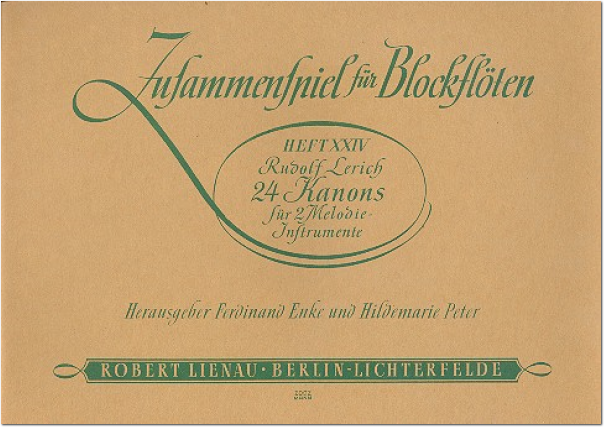 Zusammenſpiel für Blockflöten
HEFT XXIV
Rudolf Lerich
24 Kanons
für 2 Melodie-
Inſtrumente
Herausgeber Ferdinand Enke und Hildemarie Peter
ROBERT LIENAU · BERLIN-LICHTERFELDE